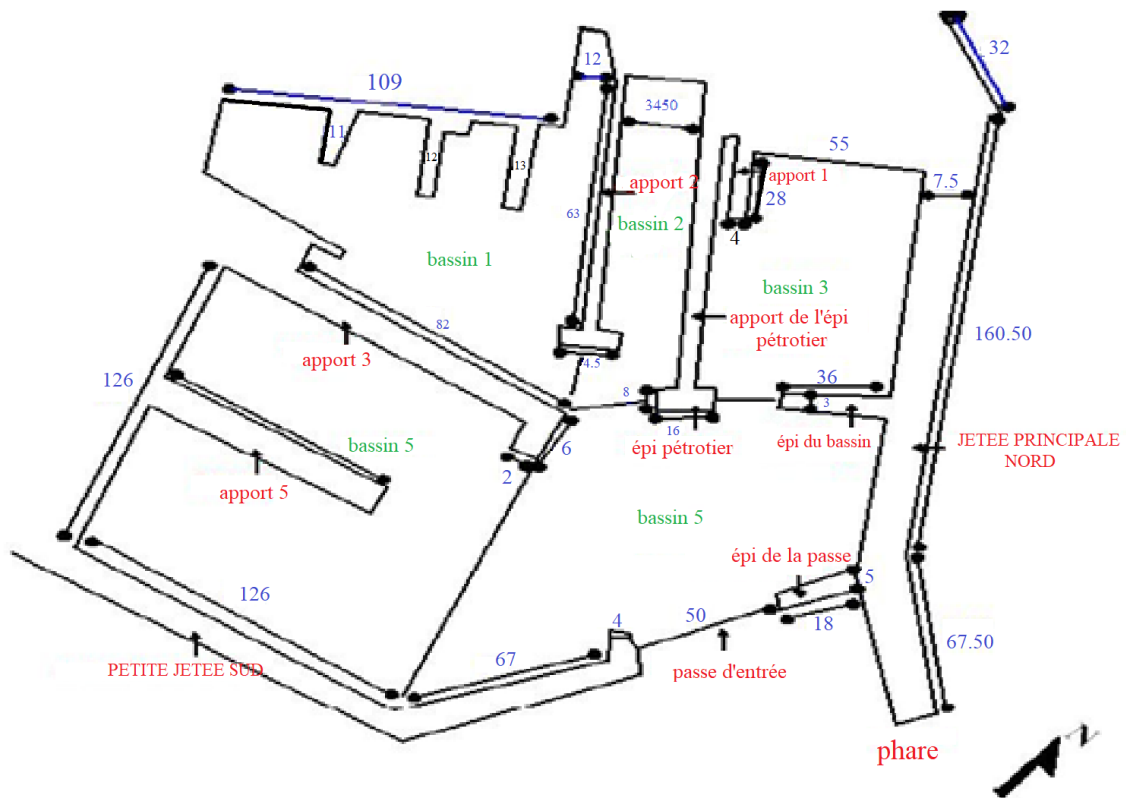 32
12
109
3450
11
12
13
55
apport 1
28
4
7.5
apport 2
63
bassin 2
bassin 1
bassin 3
apport de l'épi
pétrotier
82
apport 3
4.5
160.50
126
36
8
3
16
épi pétrotier
épi du bassin
JETEE PRINCIPALE
NORD
bassin 5
6
2
apport 5
bassin 5
épi de la passe
5
126
4
50
18
67
67.50
PETITE JETEE SUD
passe d'entrée
phare
N